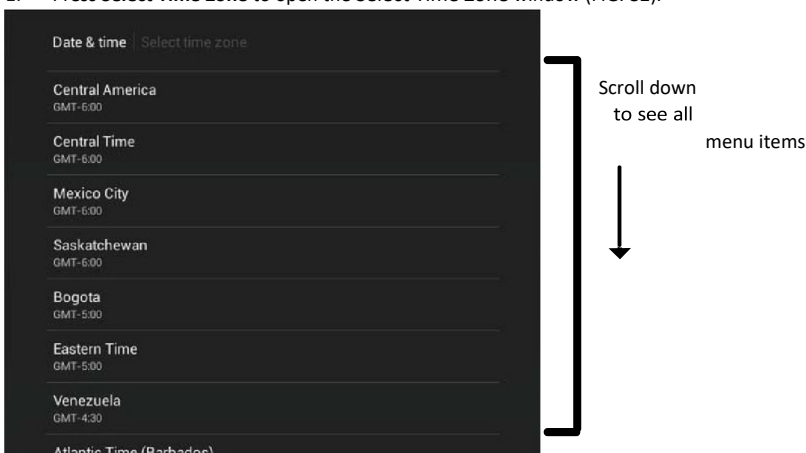 Press Select Time Zone to open the Select Time Zone window
Date & time Select time zone
Central America
GMT-6:00
Central Time
GMT-6:00
Mexico City
GMT-6:00
Saskatchewan
GMT-6:00
Bogota
GMT-5:00
Eastern Time
GMT-5:00
Venezuela
GMT-4:30
Atlantic Time (Barbados)
Scroll down
to see all
menu items